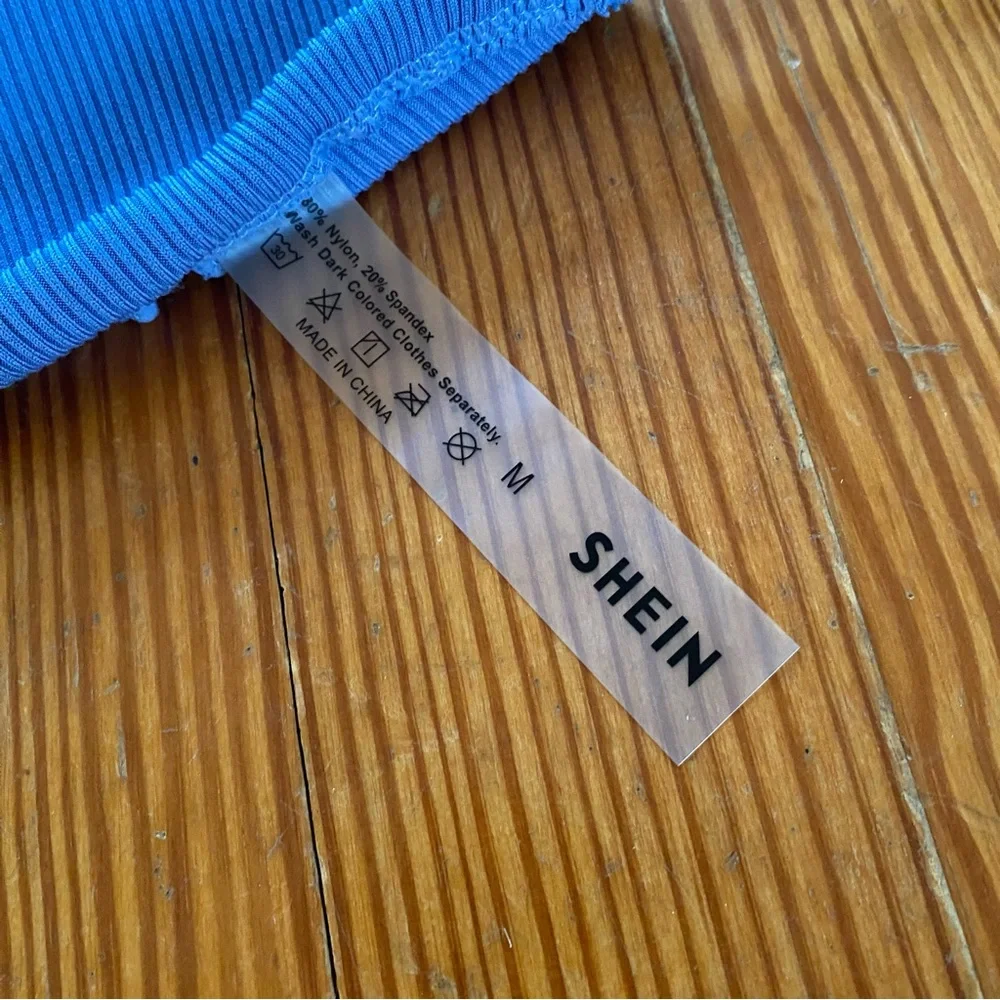 80% Nylon, 20% Spandex
Wash Dark Colored Clothes Separately.
30
MADE IN CHINA
M
SHEIN